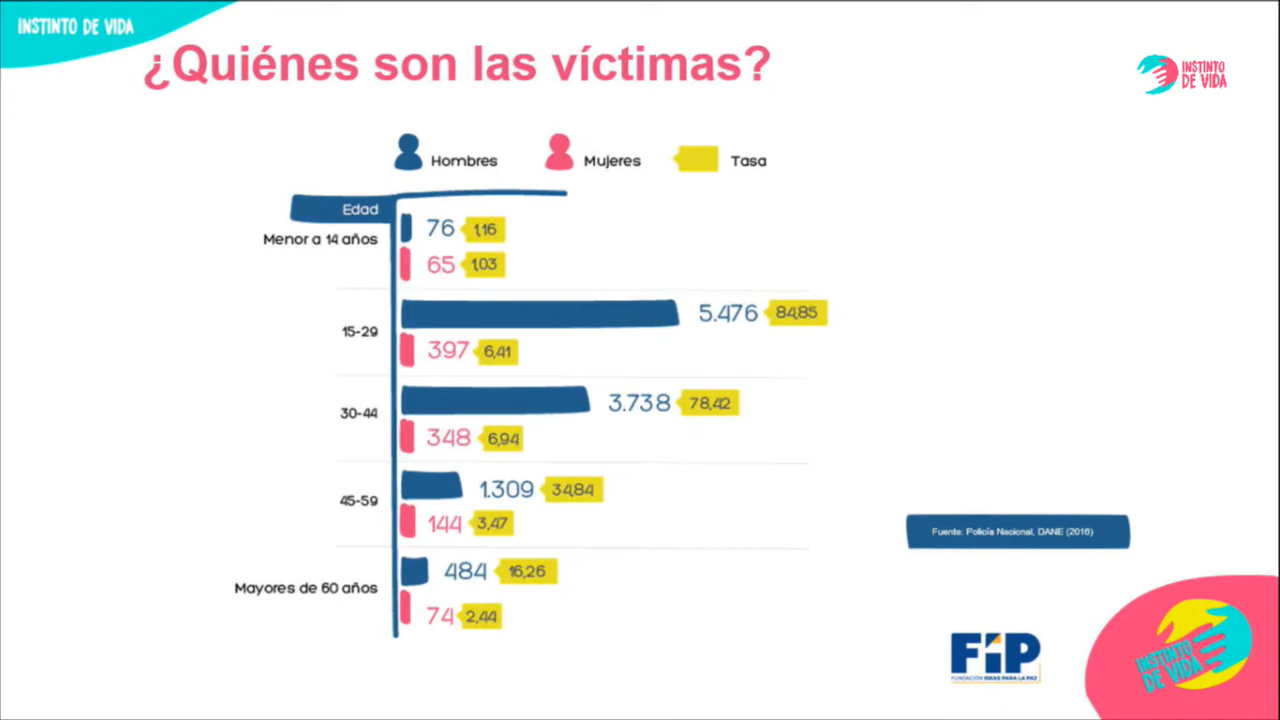 INSTINTO DE VIDA
¿Quiénes son las víctimas?
INSTINTO
DE VIDA
Hombres Mujeres Tasa
Edad
Menor a 14 años
76 1,16
65 1,03
15-29
5.476 84,85
397 6,41
30-44
3.738 78,42
348 6,94
45-59
1.309 34,84
144 3,47
Mayores de 60 años
484 16,26
74 2,44
Fuente: Policía Nacional, DANE (2016)
FIP
FUNDACIÓN IDEAS PARA LA PAZ
INSTINTO
DE VIDA